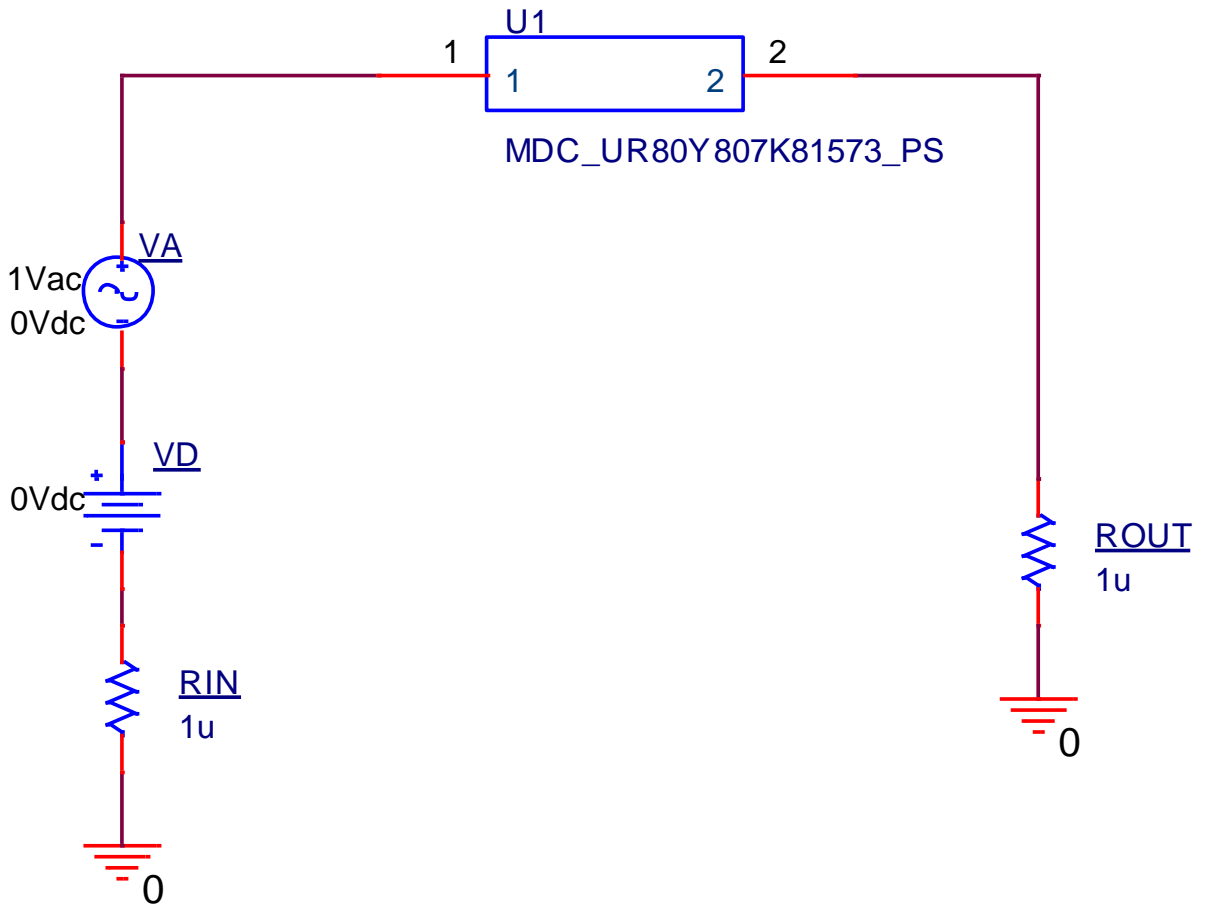 U1
1
2
1
2
MDC_UR80Y807K81573_PS
VA
1Vac
0Vdc
+
-
VD
+
0Vdc
-
ROUT
1u
RIN
1u
0
0